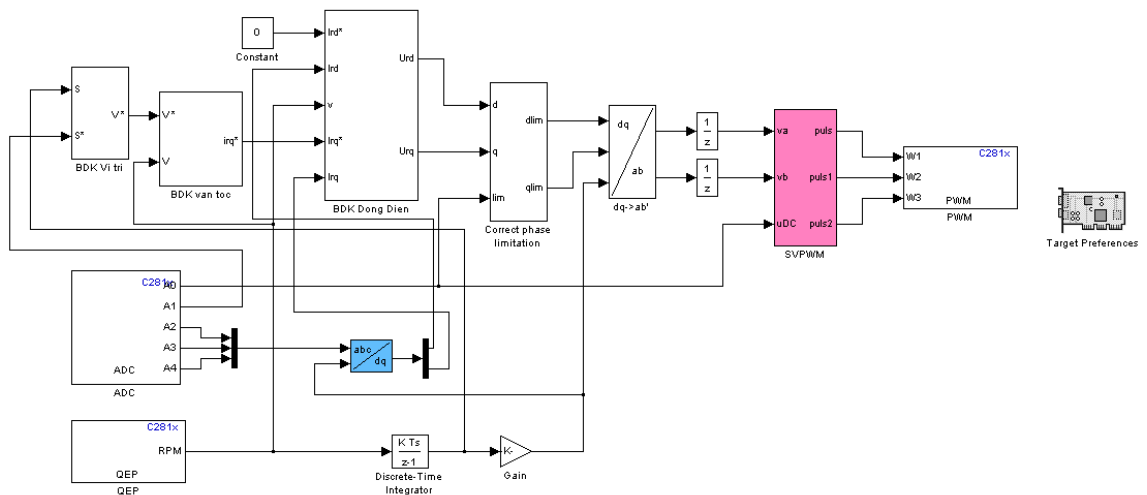 0
Constant
Ird*
Ird
v
Irq*
Irq
Urd
Urq
BDK Dong Dien
S
S*
V*
BDK Vi tri
V*
V
irq*
BDK van toc
d
q
lim
dlim
qlim
Correct phase
limitation
dq
ab
dq->ab'
1
z
1
z
va
vb
uDC
puls
puls1
puls2
SVPWM
C281x
W1
W2
W3
PWM
PWM
Target Preferences
C281x
A0
A1
A2
A3
A4
ADC
ADC
abc
dq
C281x
RPM
QEP
QEP
K Ts
z-1
Discrete-Time
Integrator
K-
Gain